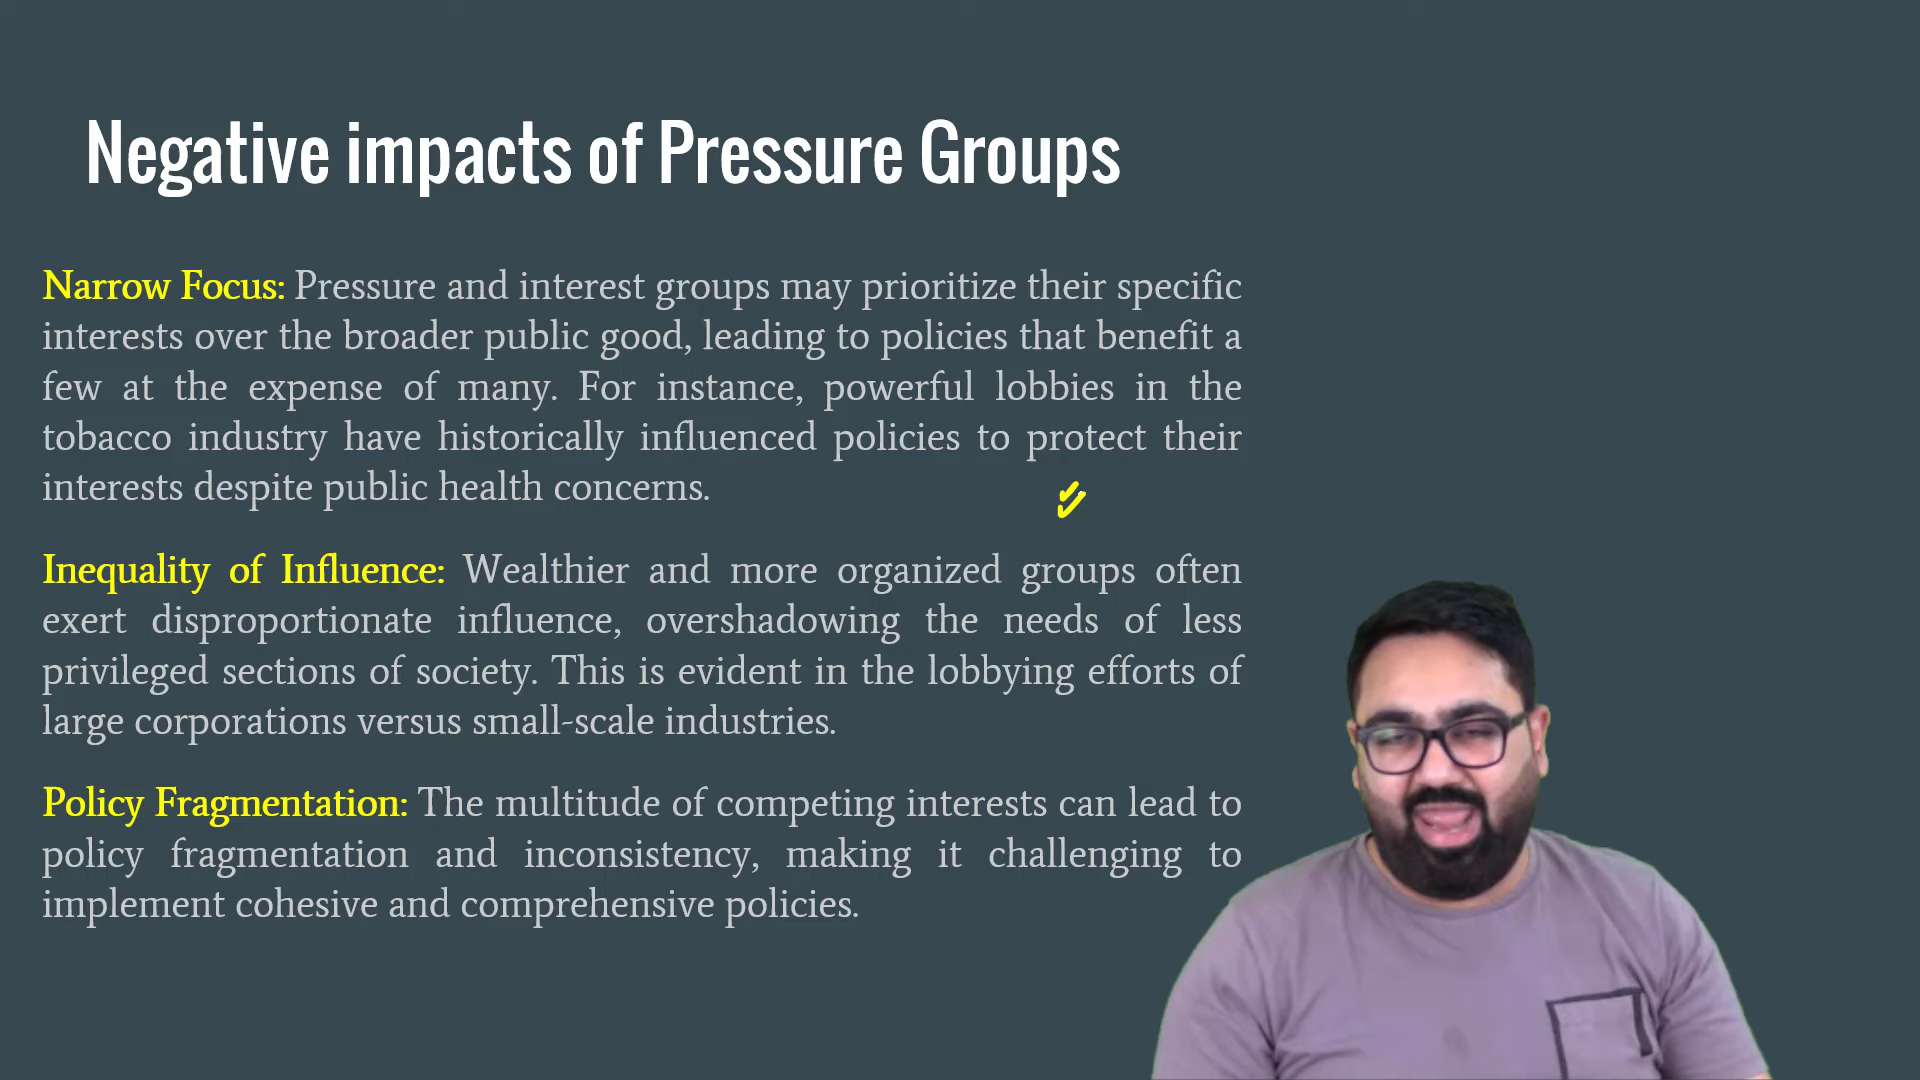 Negative impacts of Pressure Groups
Narrow Focus: Pressure and interest groups may prioritize their specific
interests over the broader public good, leading to policies that benefit a
few at the expense of many. For instance, powerful lobbies in the
tobacco industry have historically influenced policies to protect their
interests despite public health concerns.
Inequality of Influence: Wealthier and more organized groups often
exert disproportionate influence, overshadowing the needs of less
privileged sections of society. This is evident in the lobbying efforts of
large corporations versus small-scale industries.
Policy Fragmentation: The multitude of competing interests can lead to
policy fragmentation and inconsistency, making it challenging to
implement cohesive and comprehensive policies.